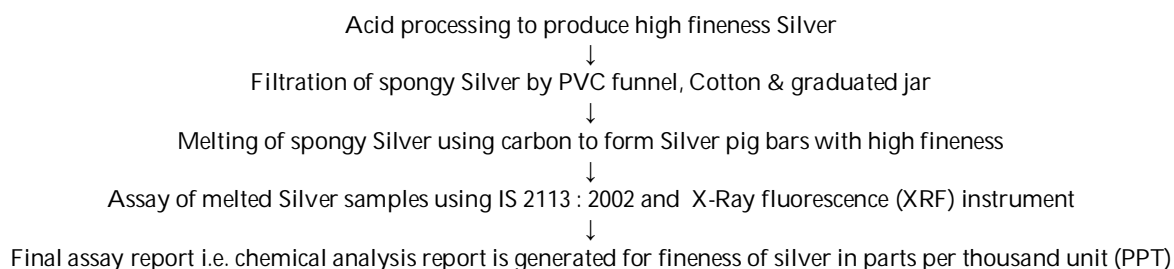 Acid processing to produce high fineness Silver
↓
Filtration of spongy Silver by PVC funnel, Cotton & graduated jar
↓
Melting of spongy Silver using carbon to form Silver pig bars with high fineness
↓
Assay of melted Silver samples using IS 2113 : 2002 and X-Ray fluorescence (XRF) instrument
↓
Final assay report i.e. chemical analysis report is generated for fineness of silver in parts per thousand unit (PPT)